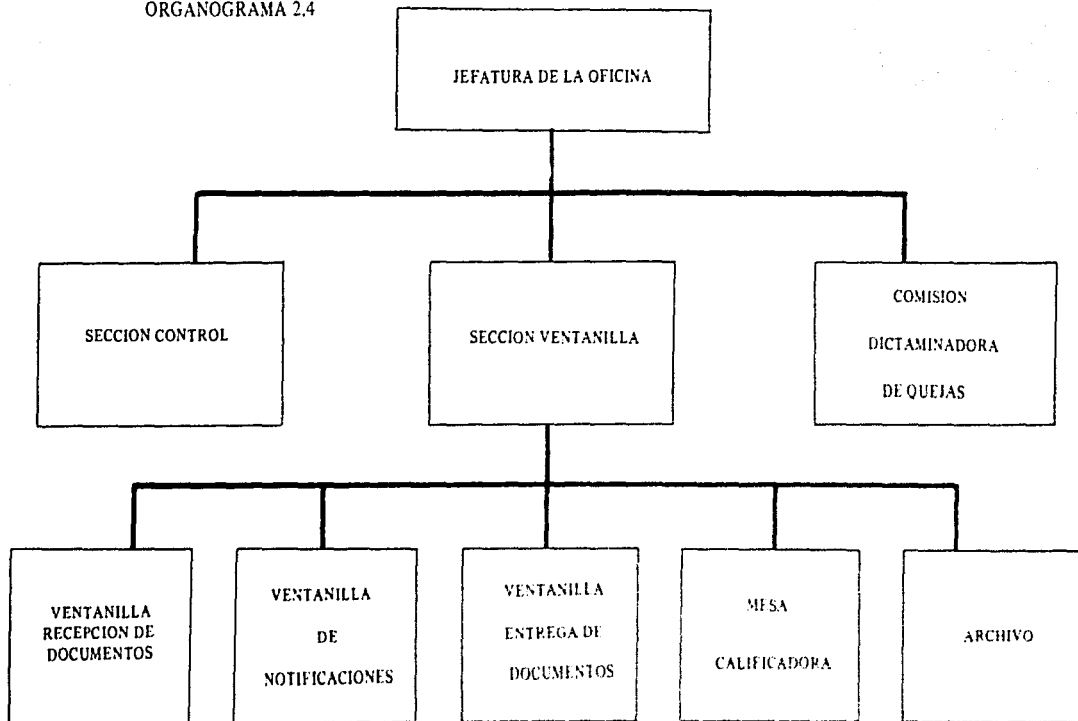 ORGANOGRAMA 2,4
JEFATURA DE LA OFICINA
SECCION CONTROL
SECCION VENTANILLA
COMISION
DICTAMINADORA
DE QUEJAS
VENTANILLA
RECEPCION DE
DOCUMENTOS
VENTANILLA
DE
NOTIFICACIONES
VENTANILLA
ENTREGA DE
DOCUMENTOS
MESA
CALIFICADORA
ARCHIVO